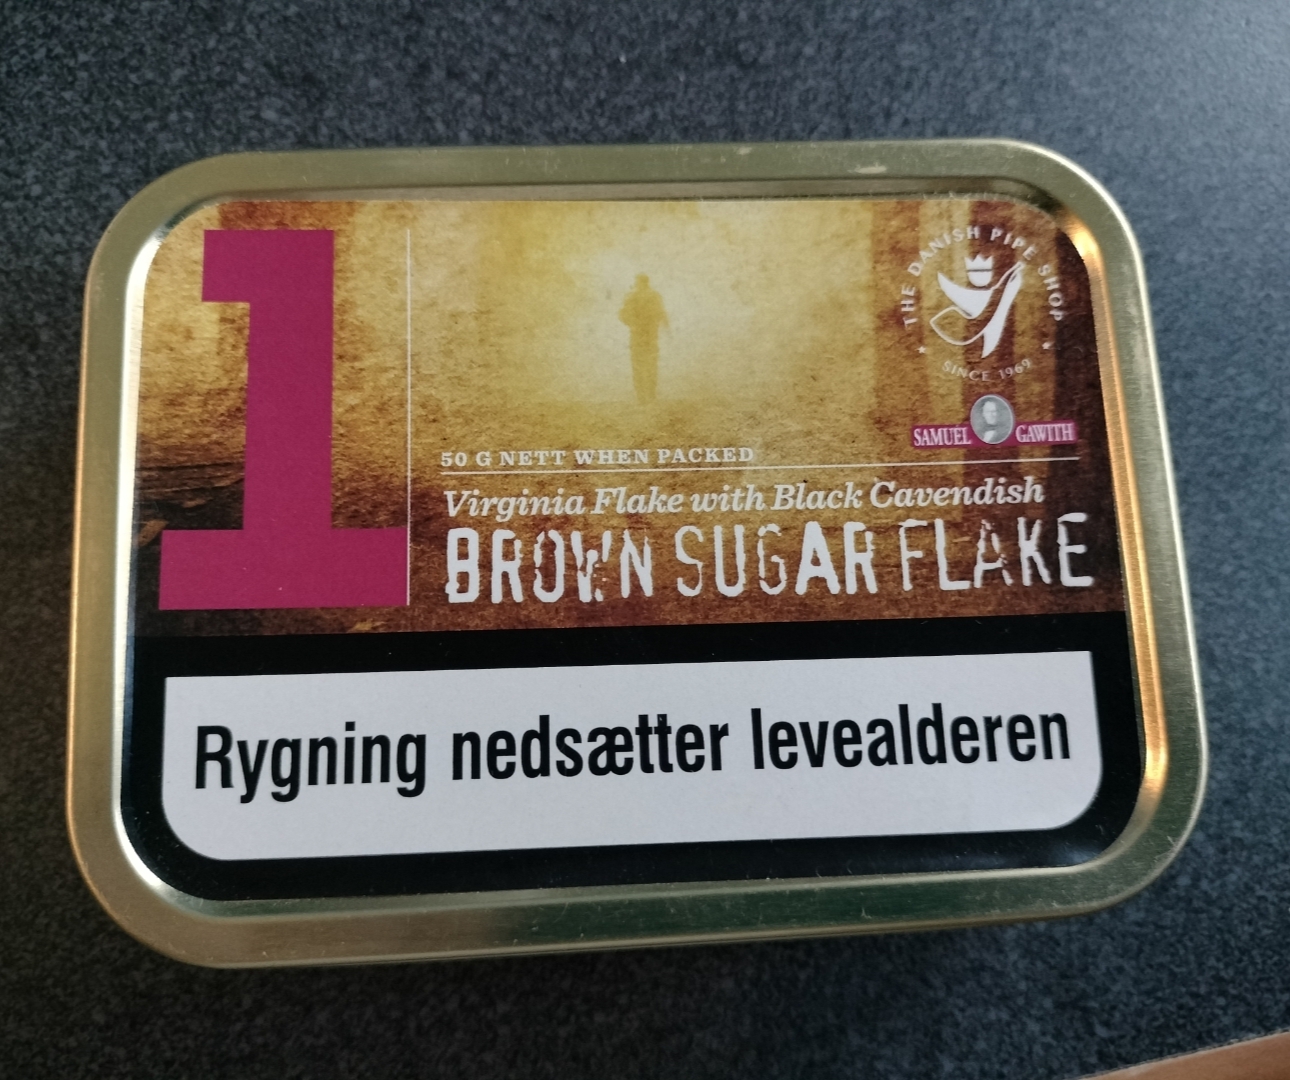 1
THE DANISH PIPE SHOP
SINCE 1969
SAMUEL GAWITH
50 G NETT WHEN PACKED
Virginia Flake with Black Cavendish
BROWN SUGAR FLAKE
Rygning nedsætter levealderen